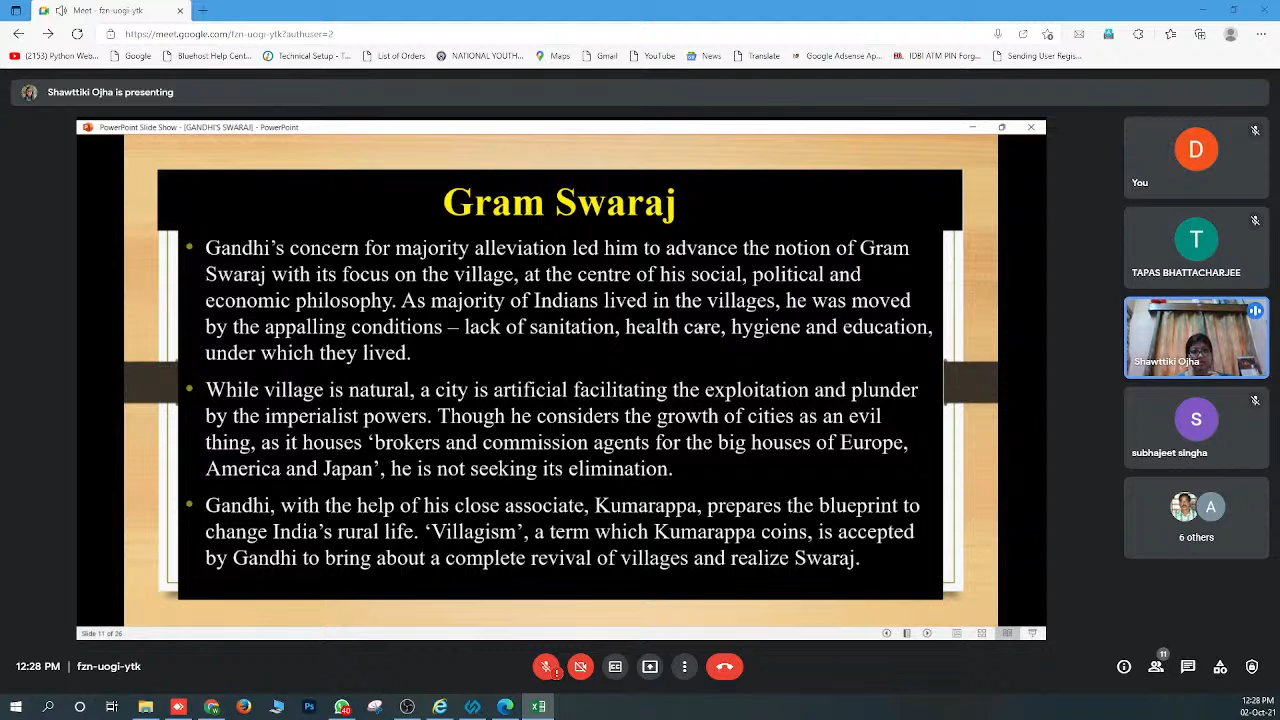 Meet - fzn-uogi-ytk
https://meet.google.com/fzn-uogi-ytk?authuser=2
(2153) Python Web...
Google
Bluehost Help Cent...
Technical Setup - T...
List of Orders
NATIONAL YOUTH...
Maps
Gmail
YouTube
News
Translate
Google Adsense Ap...
IDBI ATM PIN Forg...
Sending User Regis...
Shawttiki Ojha is presenting
PowerPoint Slide Show - [GANDHI'S SWARAJ] - PowerPoint
Gram Swaraj
• Gandhi's concern for majority alleviation led him to advance the notion of Gram
Swaraj with its focus on the village, at the centre of his social, political and
economic philosophy. As majority of Indians lived in the villages, he was moved
by the appalling conditions – lack of sanitation, health care, hygiene and education,
under which they lived.
• While village is natural, a city is artificial facilitating the exploitation and plunder
by the imperialist powers. Though he considers the growth of cities as an evil
thing, as it houses ‘brokers and commission agents for the big houses of Europe,
America and Japan’, he is not seeking its elimination.
• Gandhi, with the help of his close associate, Kumarappa, prepares the blueprint to
change India's rural life. ‘Villagism’, a term which Kumarappa coins, is accepted
by Gandhi to bring about a complete revival of villages and realize Swaraj.
Slide 11 of 26
D
You
T
TAPAS BHATTACHARJEE
Shawttiki Ojha
S
subhajeet singha
A
6 others
12:28 PM | fzn-uogi-ytk
11
40
12:28 PM
02-Oct-21